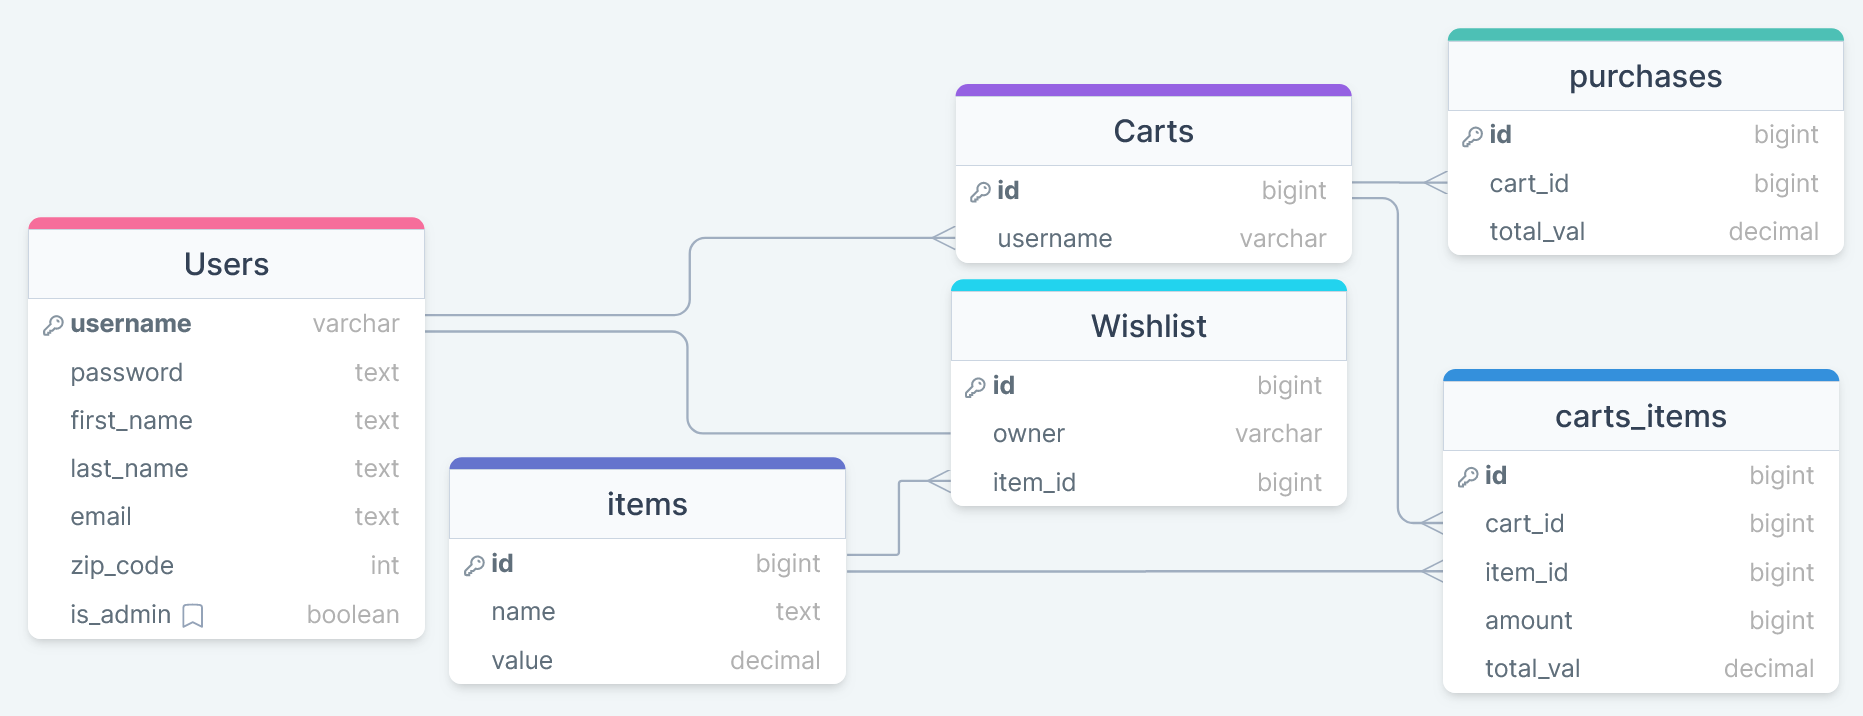 Users
username varchar
password text
first_name text
last_name text
email text
zip_code int
is_admin boolean
items
id bigint
name text
value decimal
Carts
id bigint
username varchar
Wishlist
id bigint
owner varchar
item_id bigint
purchases
id bigint
cart_id bigint
total_val decimal
carts_items
id bigint
cart_id bigint
item_id bigint
amount bigint
total_val decimal